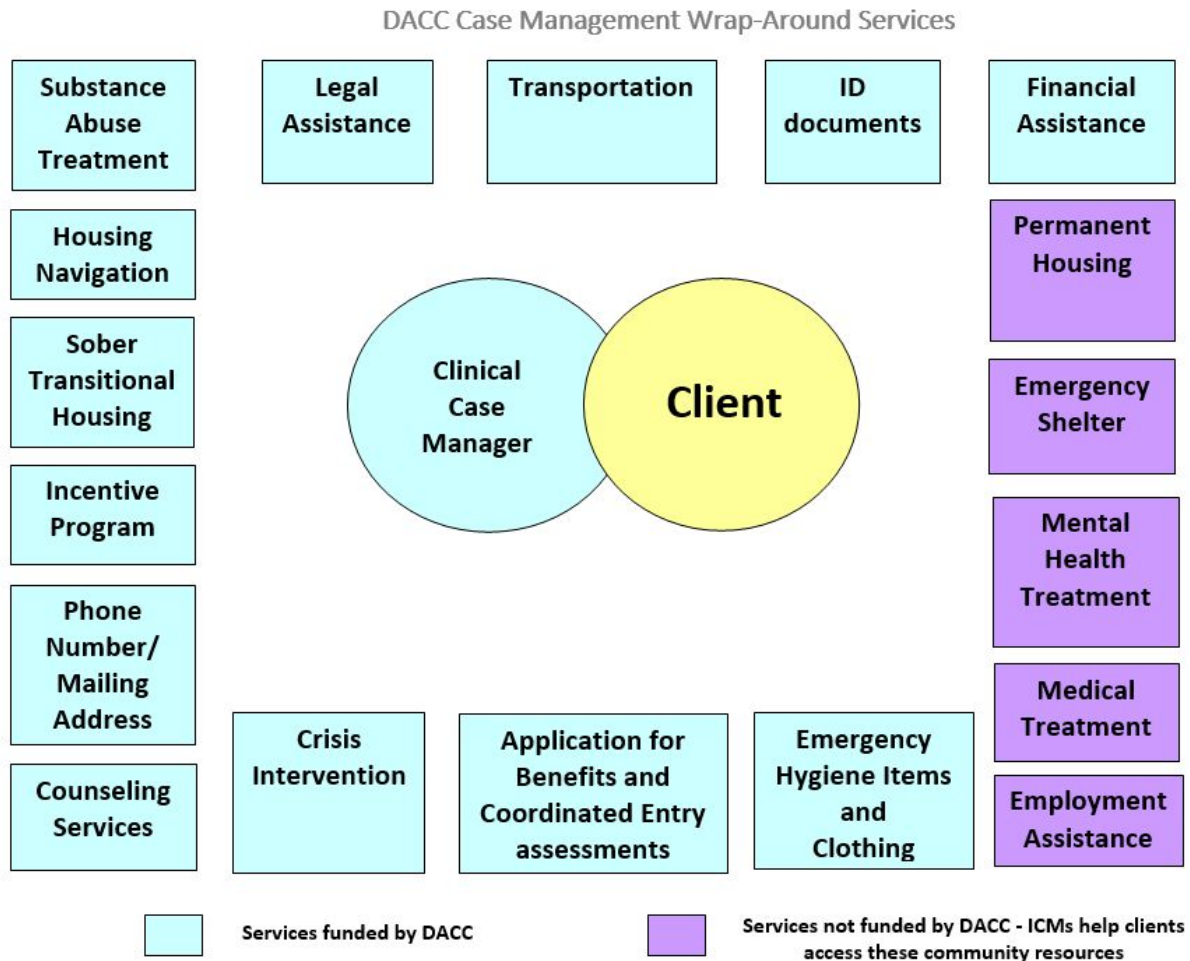 DACC Case Management Wrap-Around Services
Substance
Abuse
Treatment
Legal
Assistance
Transportation
ID
documents
Financial
Assistance
Housing
Navigation
Permanent
Housing
Sober
Transitional
Housing
Clinical
Case
Manager
Client
Emergency
Shelter
Incentive
Program
Mental
Health
Treatment
Phone
Number/
Mailing
Address
Medical
Treatment
Counseling
Services
Crisis
Intervention
Application for
Benefits and
Coordinated Entry
assessments
Emergency
Hygiene Items
and
Clothing
Employment
Assistance
Services funded by DACC
Services not funded by DACC - ICMs help clients
access these community resources